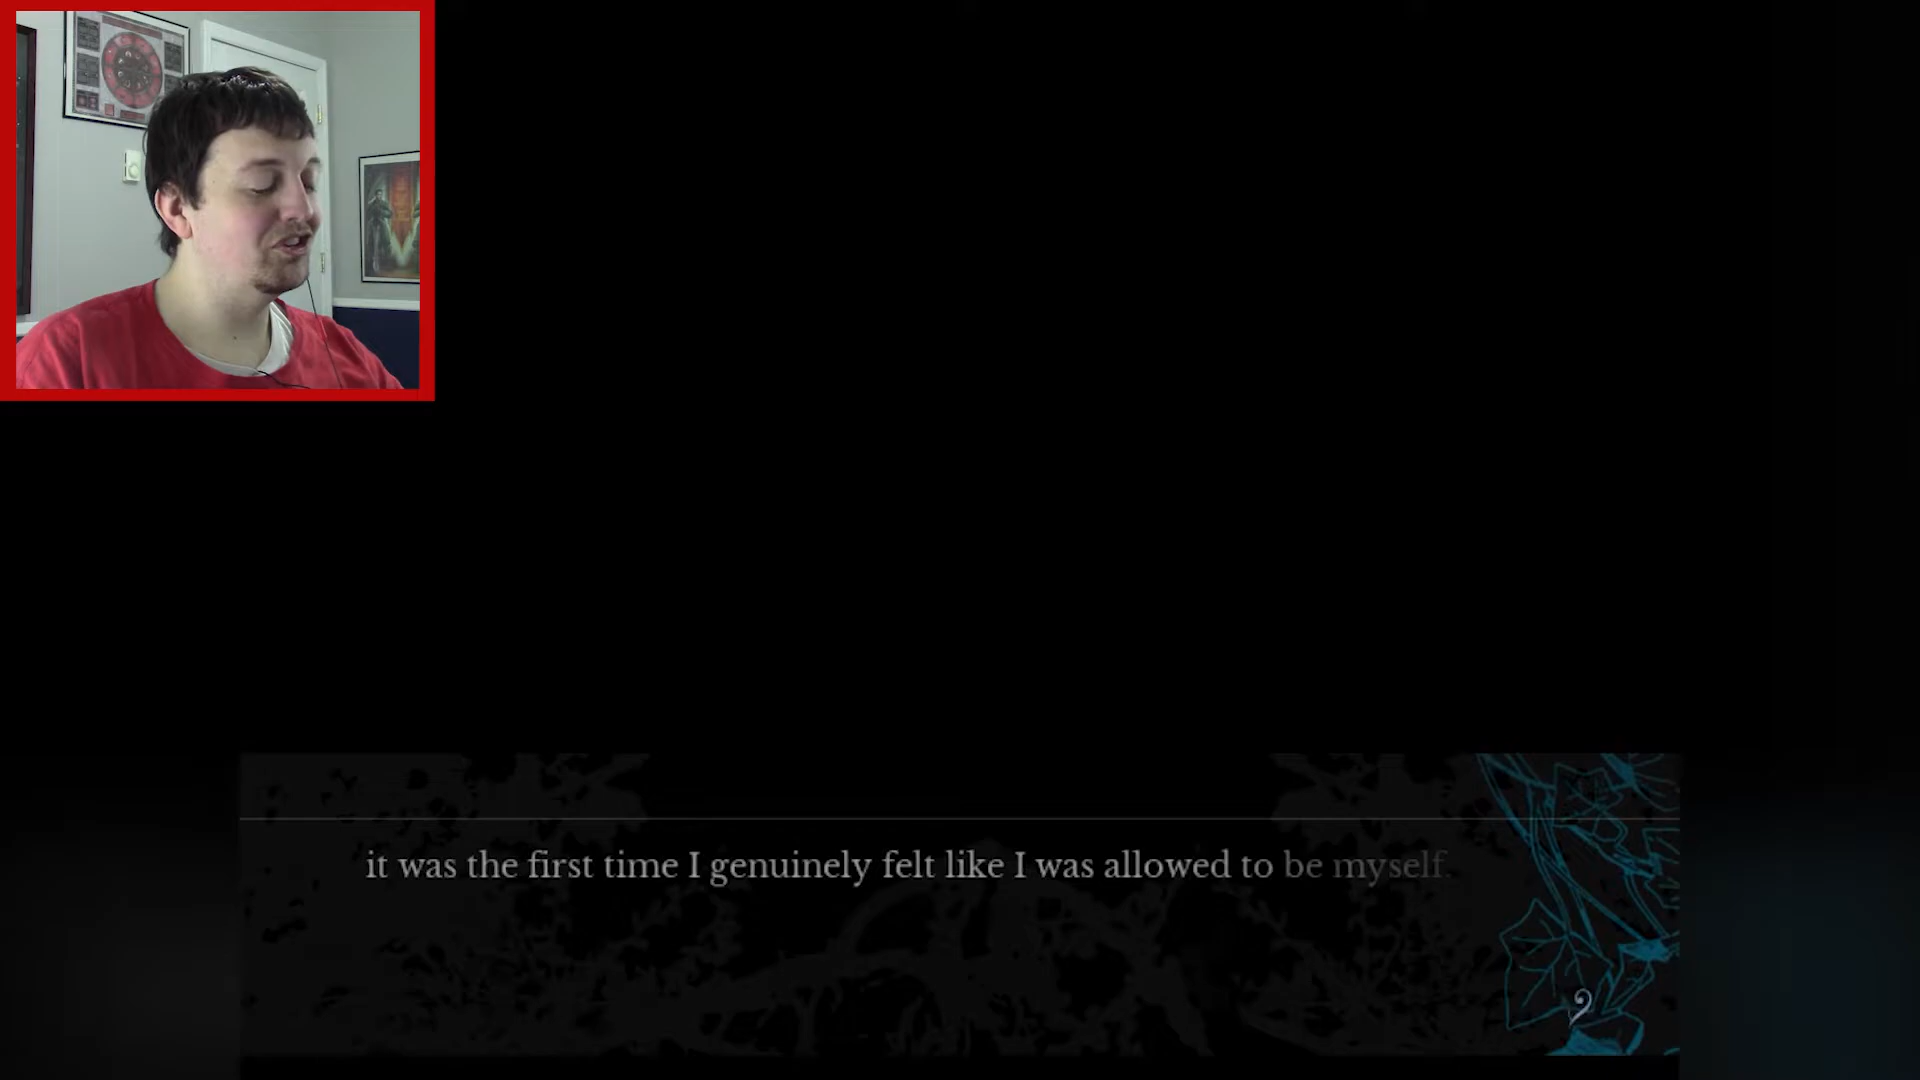 it was the first time I genuinely felt like I was allowed to be myself.